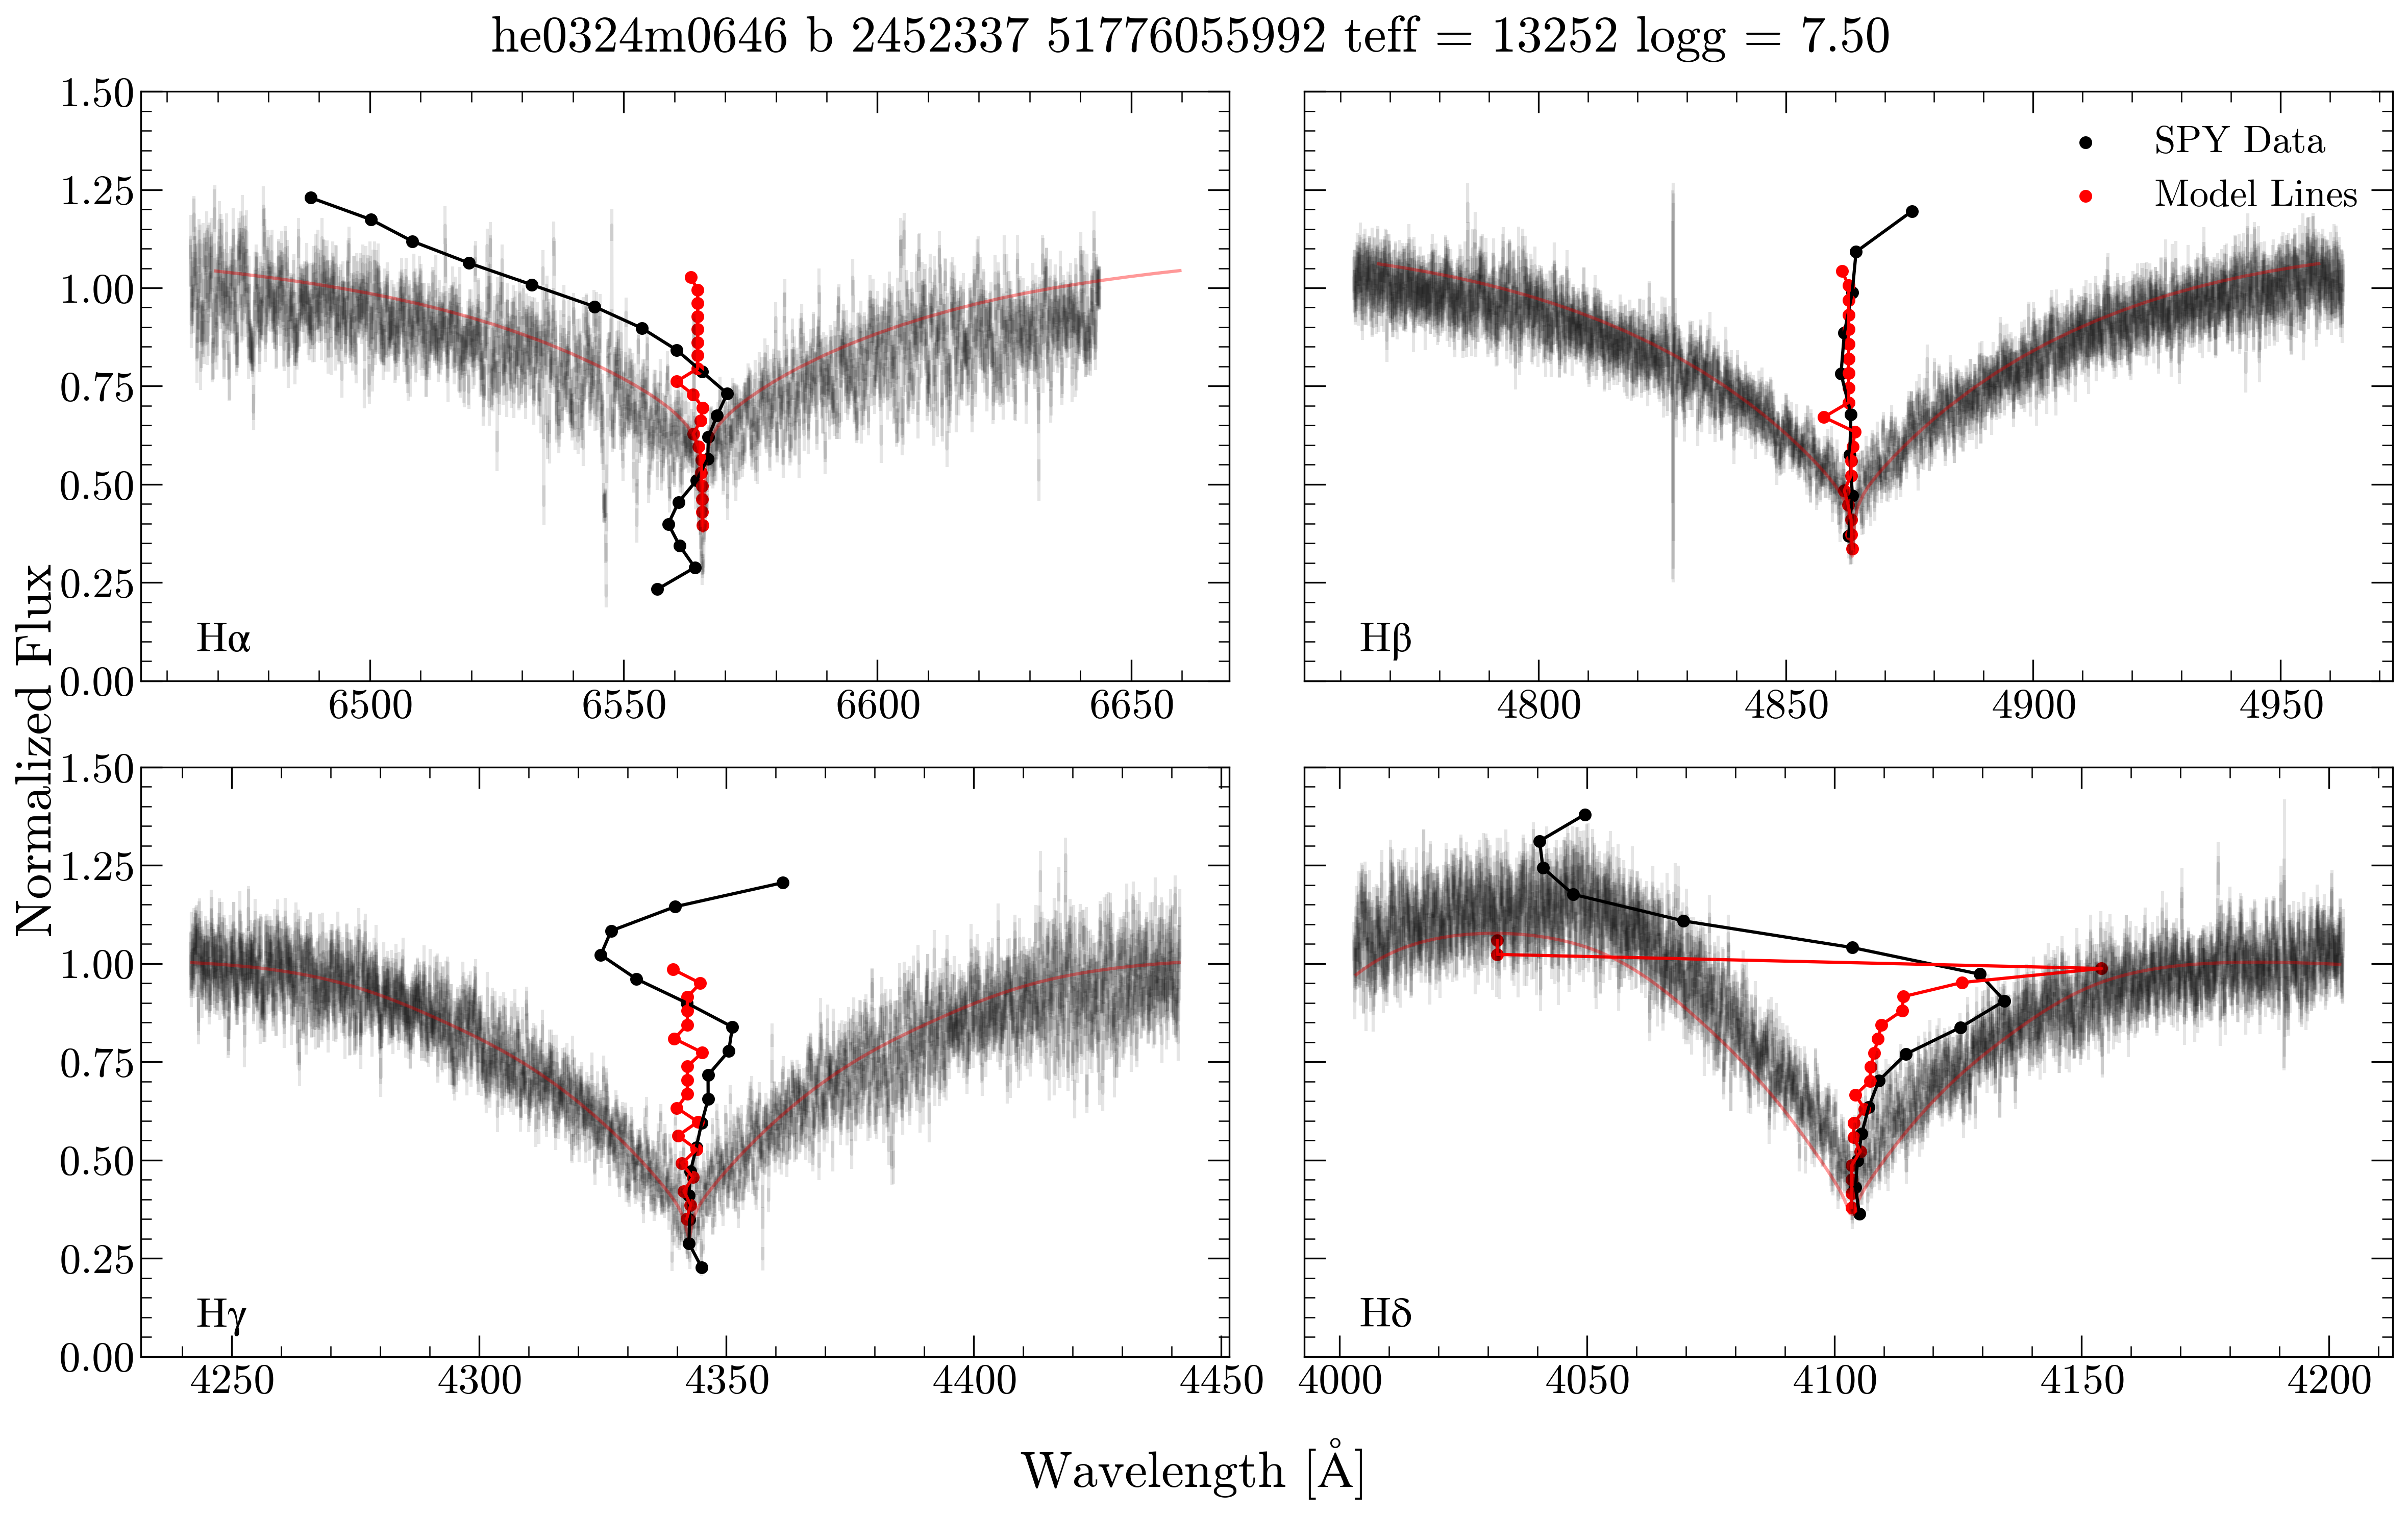 he0324m0646 b 2452337 51776055992 teff = 13252 logg = 7.50
Normalized Flux
1.50
1.25
1.00
0.75
0.50
0.25
0.00
Hα
6500 6550 6600 6650
SPY Data
Model Lines
Hβ
4800 4850 4900 4950
1.50
1.25
1.00
0.75
0.50
0.25
0.00
Hγ
4250 4300 4350 4400 4450
Hδ
4000 4050 4100 4150 4200
Wavelength [Å]